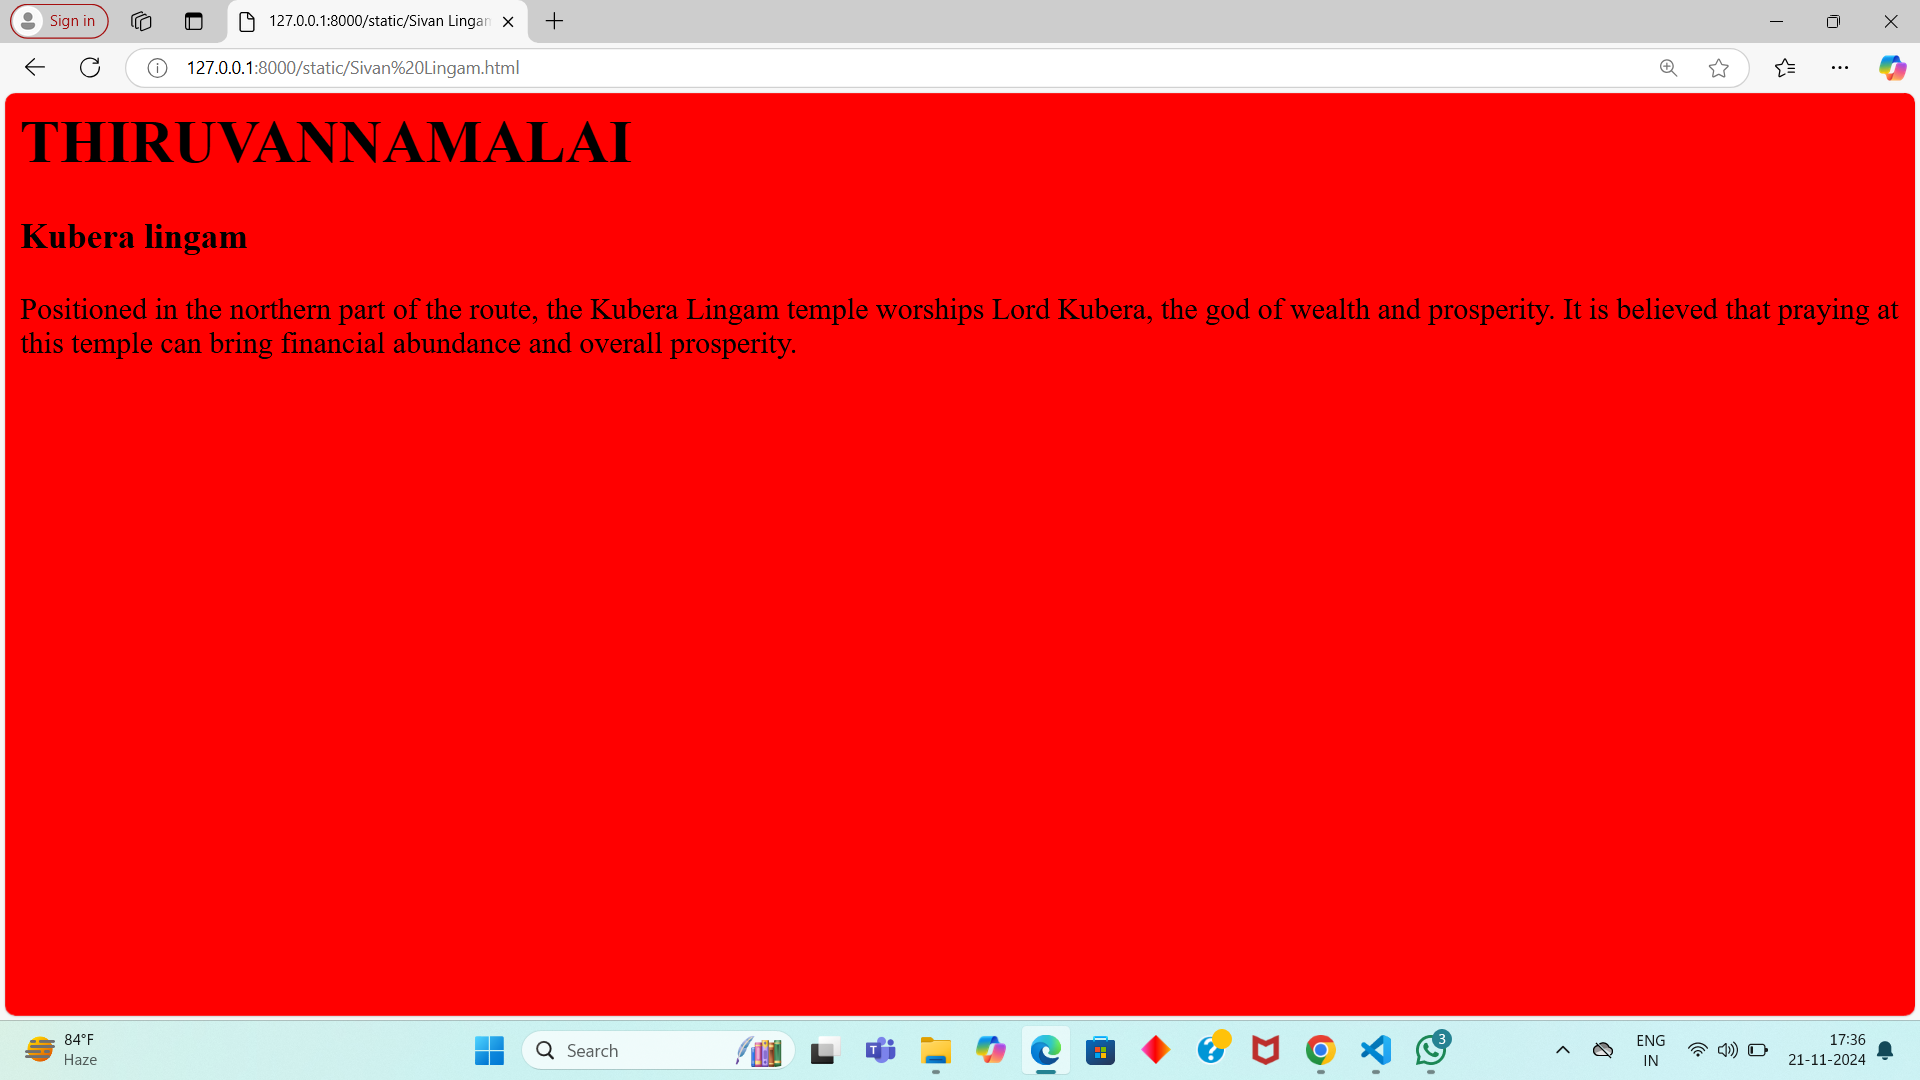 Sign in
127.0.0.1:8000/static/Sivan Lingan
127.0.0.1:8000/static/Sivan%20Lingam.html
THIRUVANNAMALAI
Kubera lingam
Positioned in the northern part of the route, the Kubera Lingam temple worships Lord Kubera, the god of wealth and prosperity. It is believed that praying at
this temple can bring financial abundance and overall prosperity.
84°F
Haze
Search
3
ENG
IN
17:36
21-11-2024